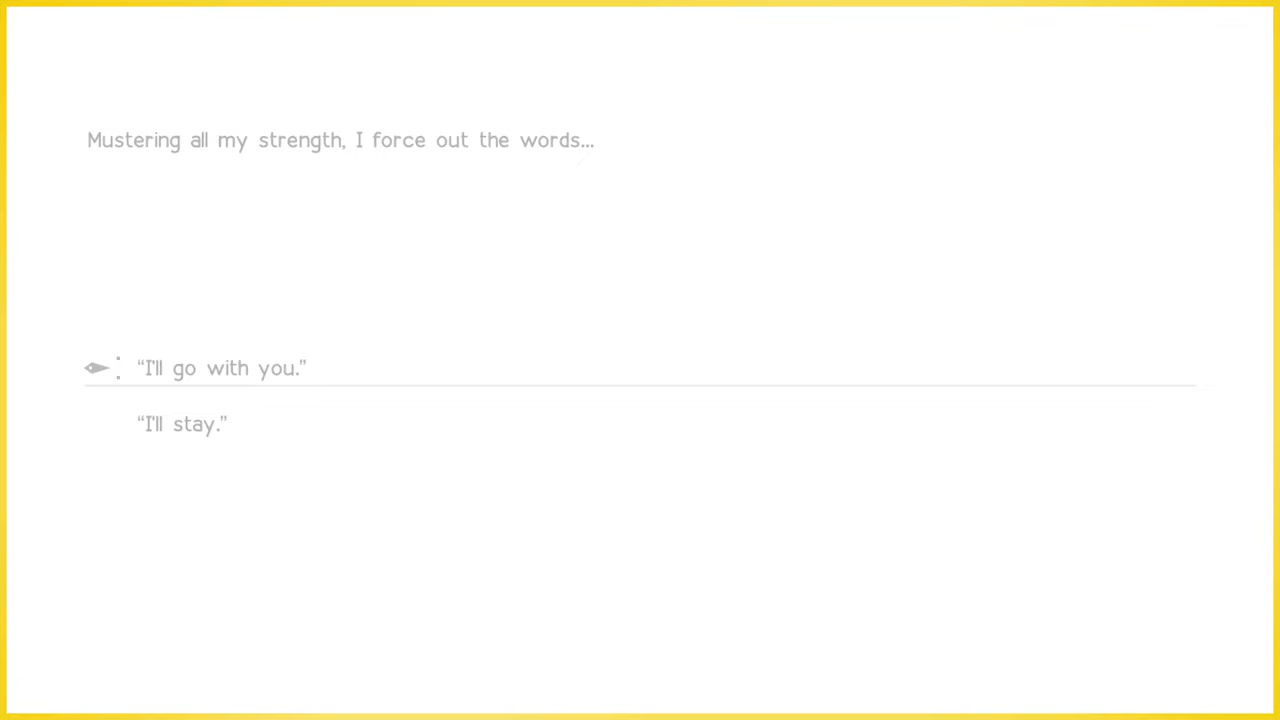 Mustering all my strength, I force out the words...
“I'll go with you.”
“I'll stay.”